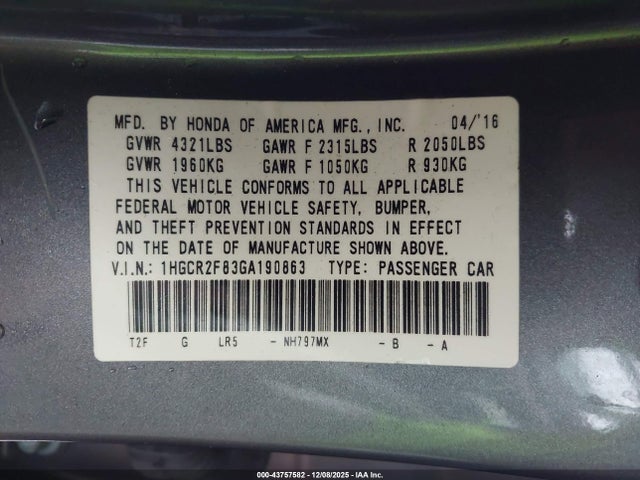 MFD. BY HONDA OF AMERICA MFG., INC. 04/'16
GVWR 4321LBS GAWR F 2315LBS R 2050LBS
GVWR 1960KG GAWR F 1050KG R 930KG
THIS VEHICLE CONFORMS TO ALL APPLICABLE
FEDERAL MOTOR VEHICLE SAFETY, BUMPER,
AND THEFT PREVENTION STANDARDS IN EFFECT
ON THE DATE OF MANUFACTURE SHOWN ABOVE.
V.I.N.: 1HGCR2F83GA190863 TYPE: PASSENGER CAR
T2F G LR5 - NH797MX - B - A
000-43757582 | 12/08/2025 | IAA Inc.